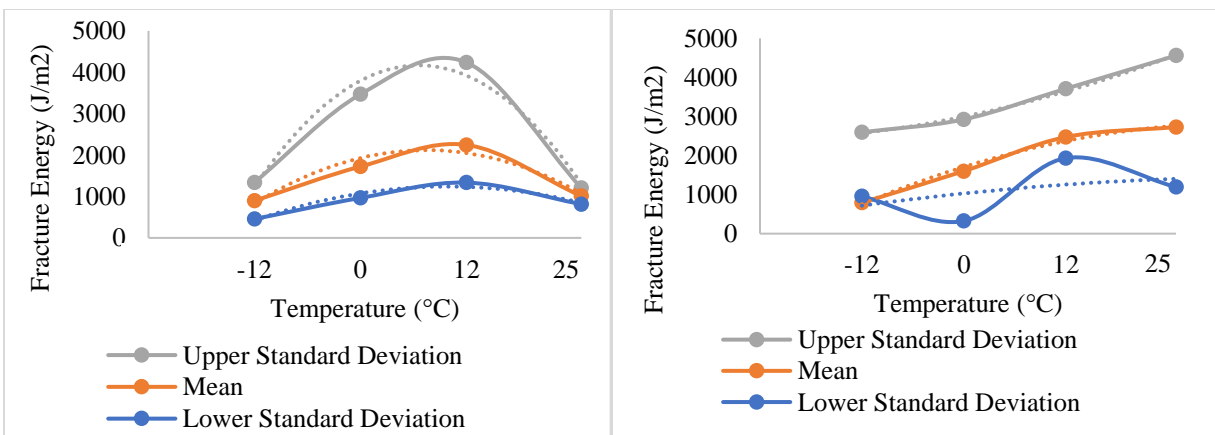 Fracture Energy (J/m2)
5000
4000
3000
2000
1000
0
-12 0 12 25
Temperature (°C)
Upper Standard Deviation
Mean
Lower Standard Deviation
Fracture Energy (J/m2)
5000
4000
3000
2000
1000
0
-12 0 12 25
Temperature (°C)
Upper Standard Deviation
Mean
Lower Standard Deviation